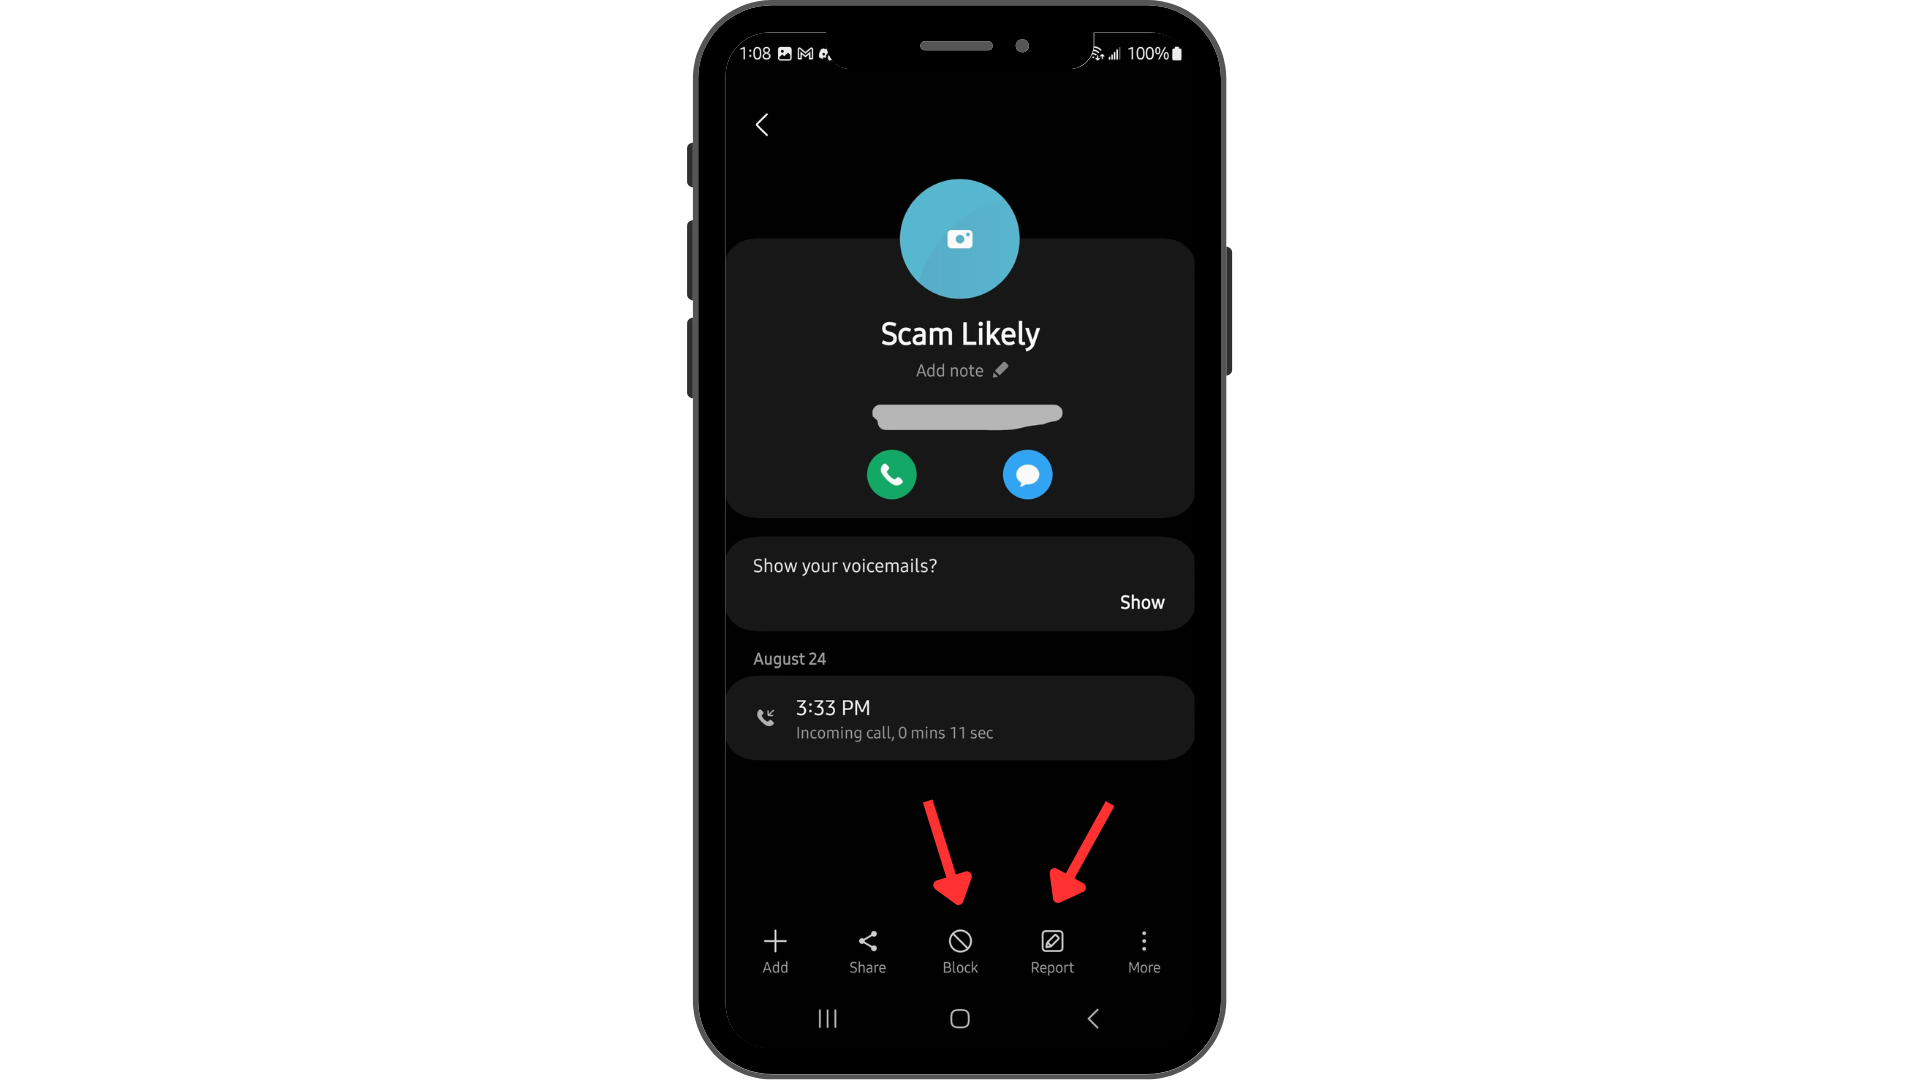 1:08
100%
Scam Likely
Add note
Show your voicemails?
Show
August 24
3:33 PM
Incoming call, 0 mins 11 sec
Add
Share
Block
Report
More